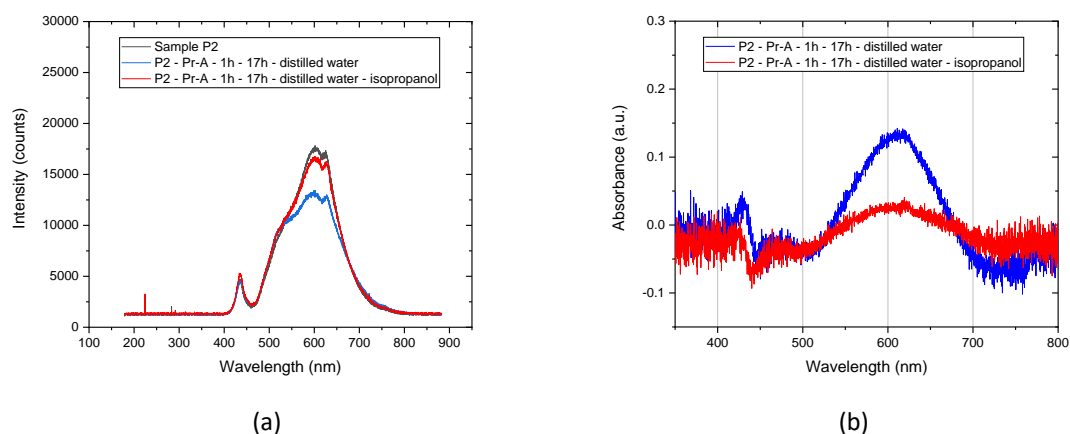 30000
25000
20000
15000
10000
5000
0
Intensity (counts)
Sample P2
P2 - Pr-A - 1h - 17h - distilled water
P2 - Pr-A - 1h - 17h - distilled water - isopropanol
100 200 300 400 500 600 700 800 900
Wavelength (nm)
(a)
0.3
0.2
0.1
0.0
-0.1
Absorbance (a.u.)
P2 - Pr-A - 1h - 17h - distilled water
P2 - Pr-A - 1h - 17h - distilled water - isopropanol
400 500 600 700 800
Wavelength (nm)
(b)